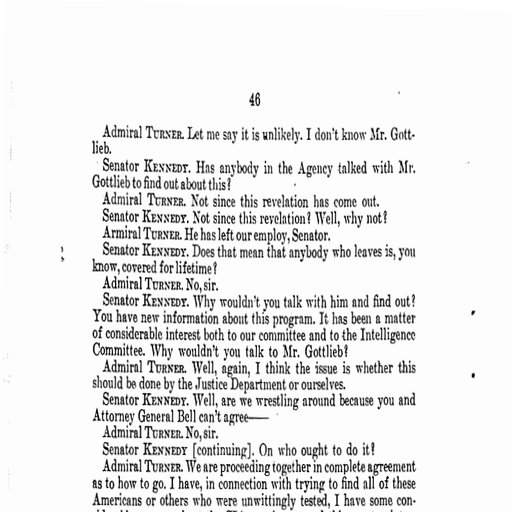 46
Admiral TURNER. Let me say it is unlikely. I don't know Mr. Gott-
lieb.
Senator KENNEDY. Has anybody in the Agency talked with Mr.
Gottlieb to find out about this?
Admiral TURNER. Not since this revelation has come out.
Senator KENNEDY. Not since this revelation? Well, why not?
Armiral TURNER. He has left our employ, Senator.
Senator KENNEDY. Does that mean that anybody who leaves is, you
know, covered for lifetime?
Admiral TURNER. No, sir.
Senator KENNEDY. Why wouldn't you talk with him and find out?
You have new information about this program. It has been a matter
of considerable interest both to our committee and to the Intelligence
Committee. Why wouldn't you talk to Mr. Gottlieb?
Admiral TURNER. Well, again, I think the issue is whether this
should be done by the Justice Department or ourselves.
Senator KENNEDY. Well, are we wrestling around because you and
Attorney General Bell can't agree——
Admiral TURNER. No, sir.
Senator KENNEDY [continuing]. On who ought to do it?
Admiral TURNER. We are proceeding together in complete agreement
as to how to go. I have, in connection with trying to find all of these
Americans or others who were unwittingly tested, I have some con-